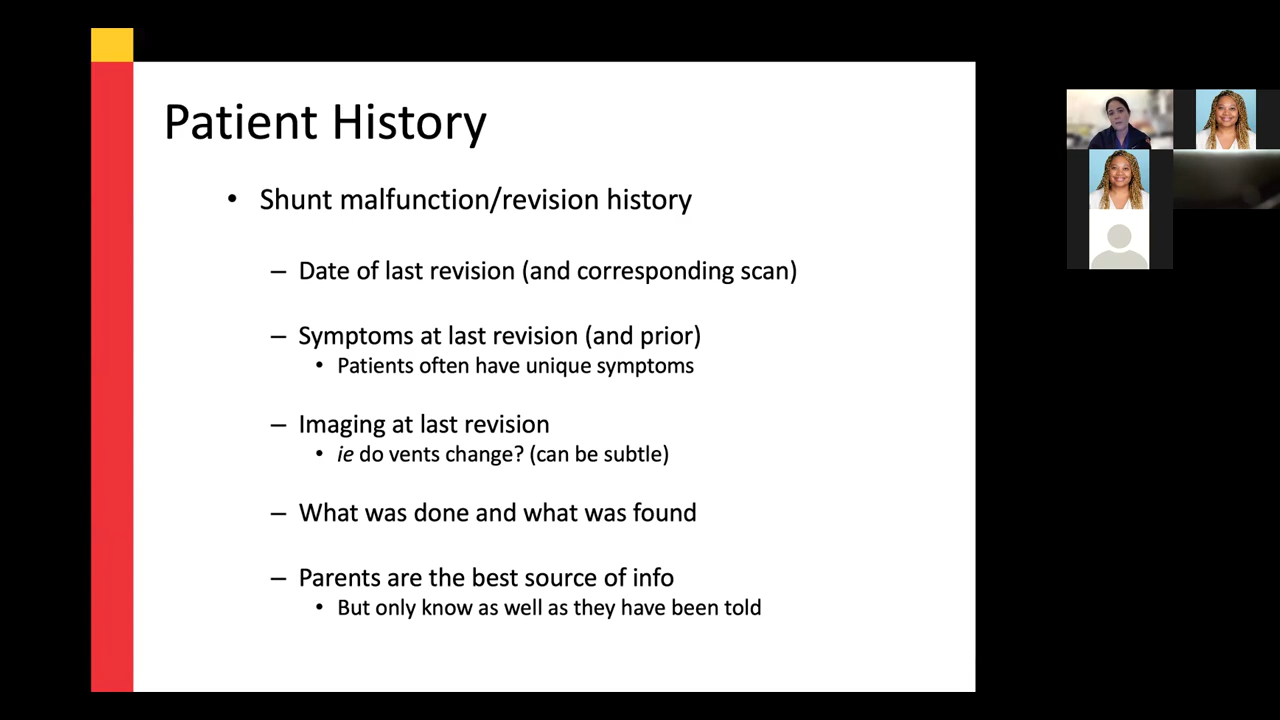 Patient History
• Shunt malfunction/revision history
– Date of last revision (and corresponding scan)
– Symptoms at last revision (and prior)
• Patients often have unique symptoms
– Imaging at last revision
• ie do vents change? (can be subtle)
– What was done and what was found
– Parents are the best source of info
• But only know as well as they have been told